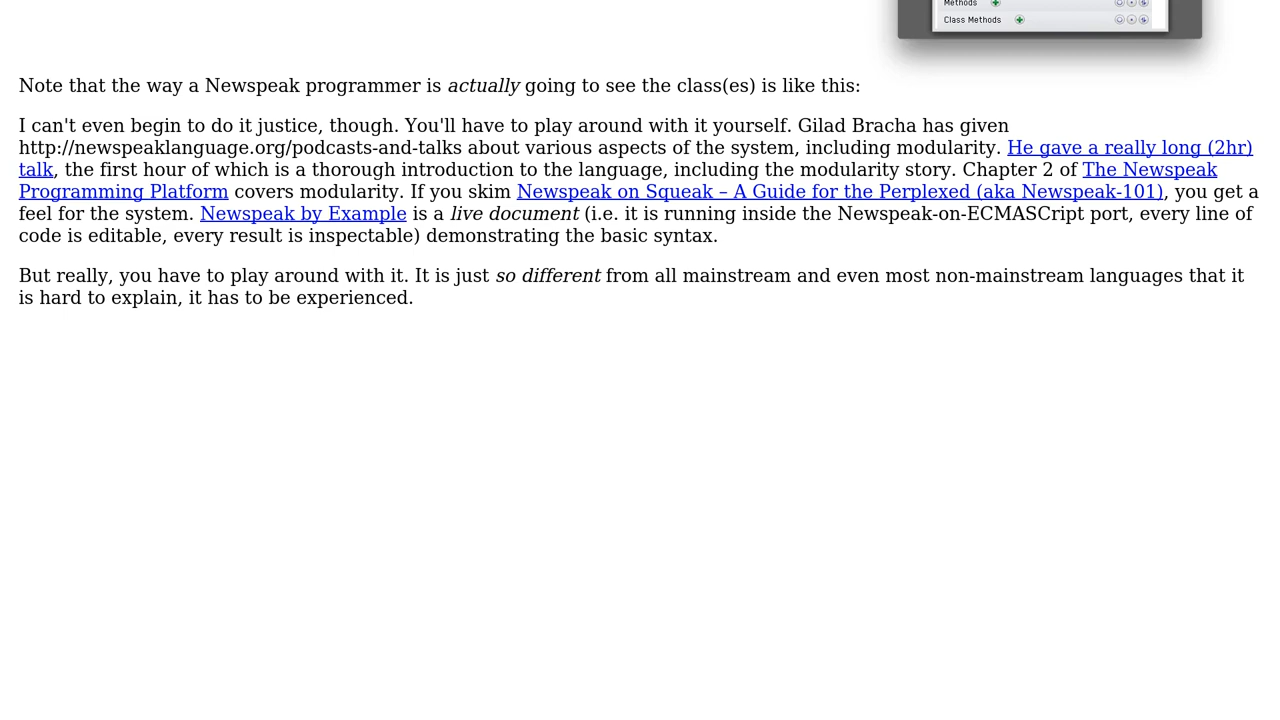 Methods
Class Methods
Note that the way a Newspeak programmer is actually going to see the class(es) is like this:
I can't even begin to do it justice, though. You'll have to play around with it yourself. Gilad Bracha has given
http://newspeaklanguage.org/podcasts-and-talks about various aspects of the system, including modularity. He gave a really long (2hr)
talk, the first hour of which is a thorough introduction to the language, including the modularity story. Chapter 2 of The Newspeak
Programming Platform covers modularity. If you skim Newspeak on Squeak – A Guide for the Perplexed (aka Newspeak-101), you get a
feel for the system. Newspeak by Example is a live document (i.e. it is running inside the Newspeak-on-ECMASCript port, every line of
code is editable, every result is inspectable) demonstrating the basic syntax.
But really, you have to play around with it. It is just so different from all mainstream and even most non-mainstream languages that it
is hard to explain, it has to be experienced.